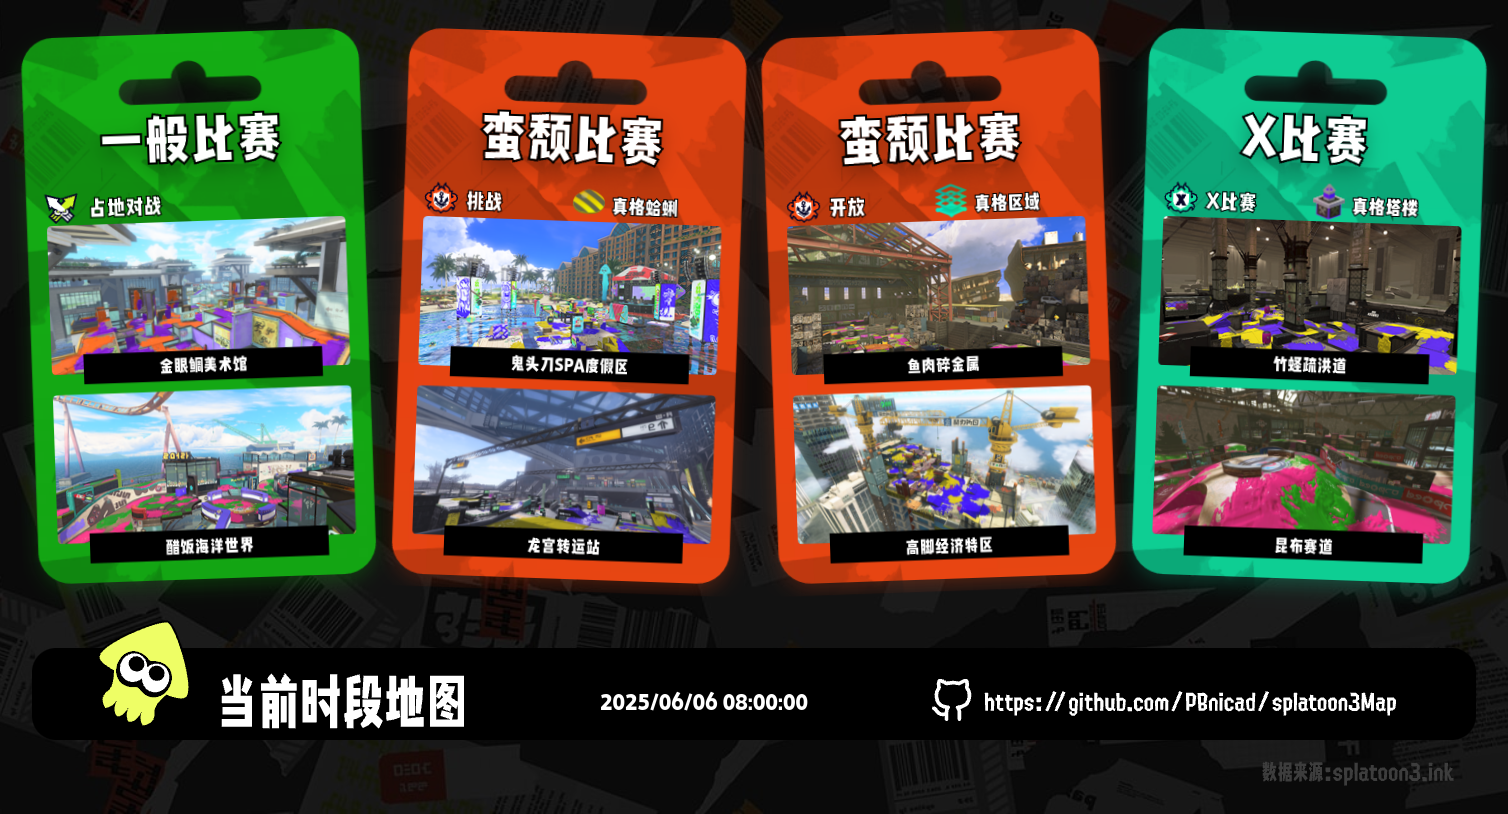 一般比赛
占地对战
金眼鲷美术馆
醋饭海洋世界
蛮颓比赛
挑战
真格蛤蜊
鬼头刀SPA度假区
龙宫转运站
蛮颓比赛
开放
真格区域
鱼肉碎金属
高脚经济特区
X比赛
X比赛
真格塔楼
竹蛏疏洪道
昆布赛道
当前时段地图
2025/06/06 08:00:00
https://github.com/PBnicad/splatoon3Map
数据来源:splatoon3.ink